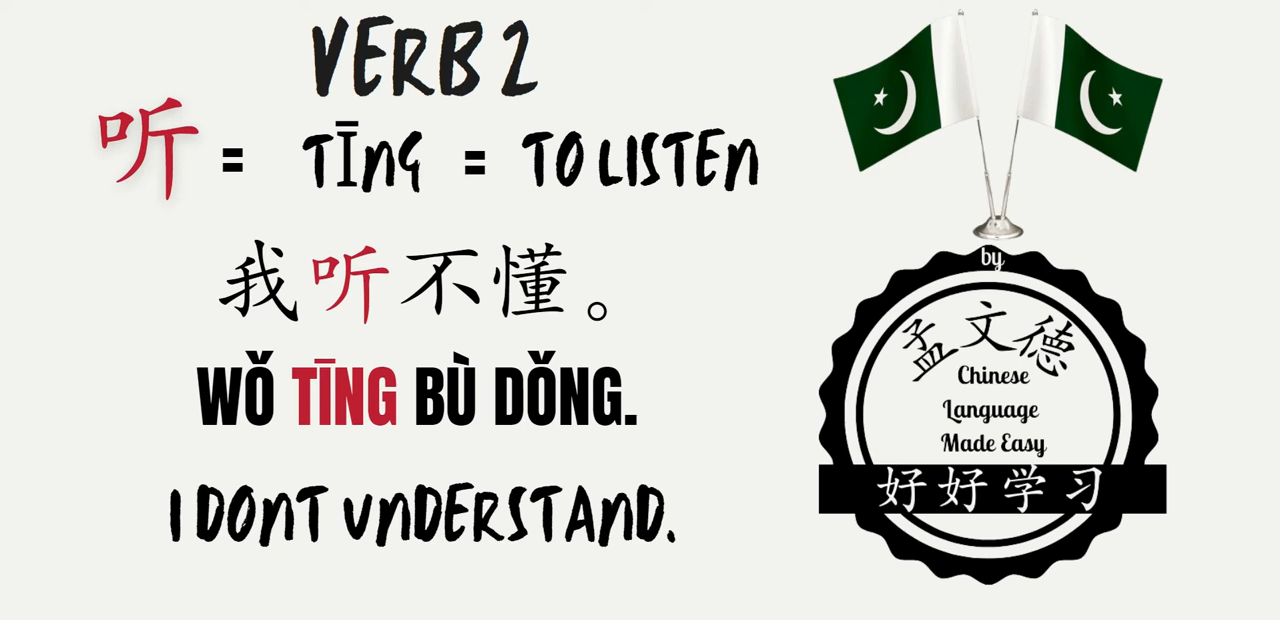 VERB 2
听 = TĪNG = TO LISTEN
我听不懂。
WǑ TĪNG BÙ DǑNG.
I DONT UNDERSTAND.
by
孟文德
Chinese
Language
Made Easy
好好学习